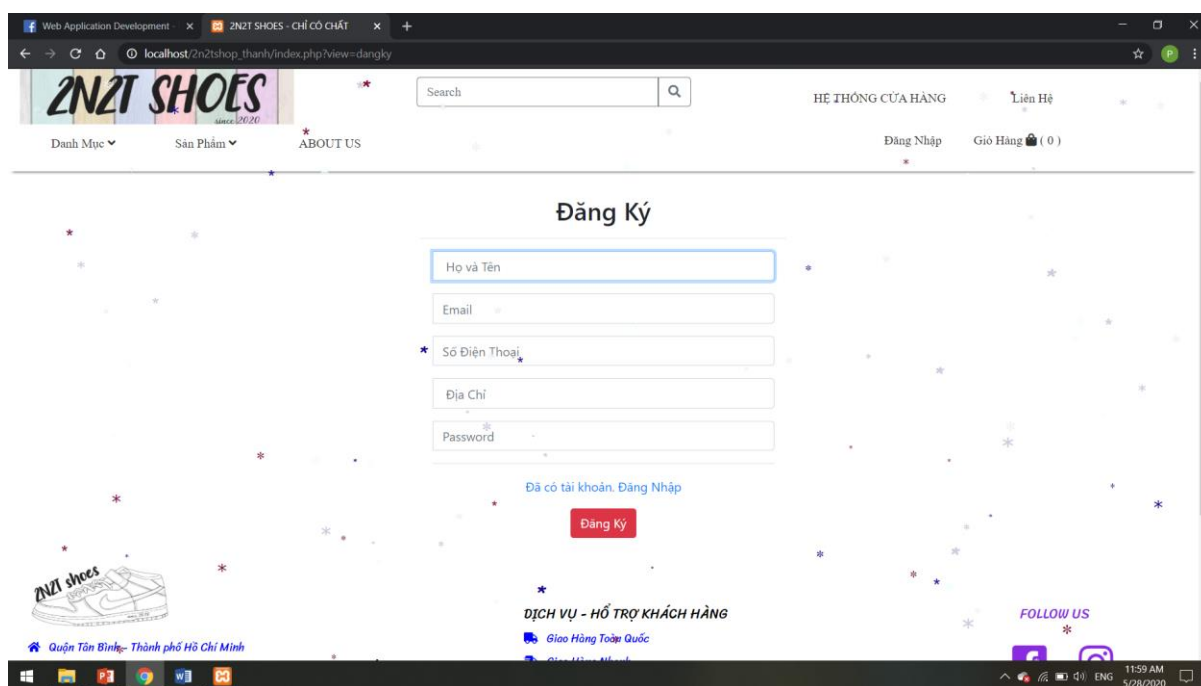 Web Application Development -
2N2T SHOES - CHỈ CÓ CHẤT
localhost/2n2tshop_thanh/index.php?view=dangky
P
2N2T SHOES
since 2020
Search
HỆ THỐNG CỬA HÀNG
Liên Hệ
Danh Mục
Sản Phẩm
ABOUT US
Đăng Nhập
Giỏ Hàng ( 0 )
Đăng Ký
Họ và Tên
Email
Số Điện Thoại
Địa Chỉ
Password
Đã có tài khoản. Đăng Nhập
Đăng Ký
2N2T shoes
DỊCH VỤ - HỔ TRỢ KHÁCH HÀNG
FOLLOW US
Giao Hàng Toàn Quốc
Quận Tân Bình - Thành phố Hồ Chí Minh
Giao Hàng Nhanh
ENG
11:59 AM
5/28/2020